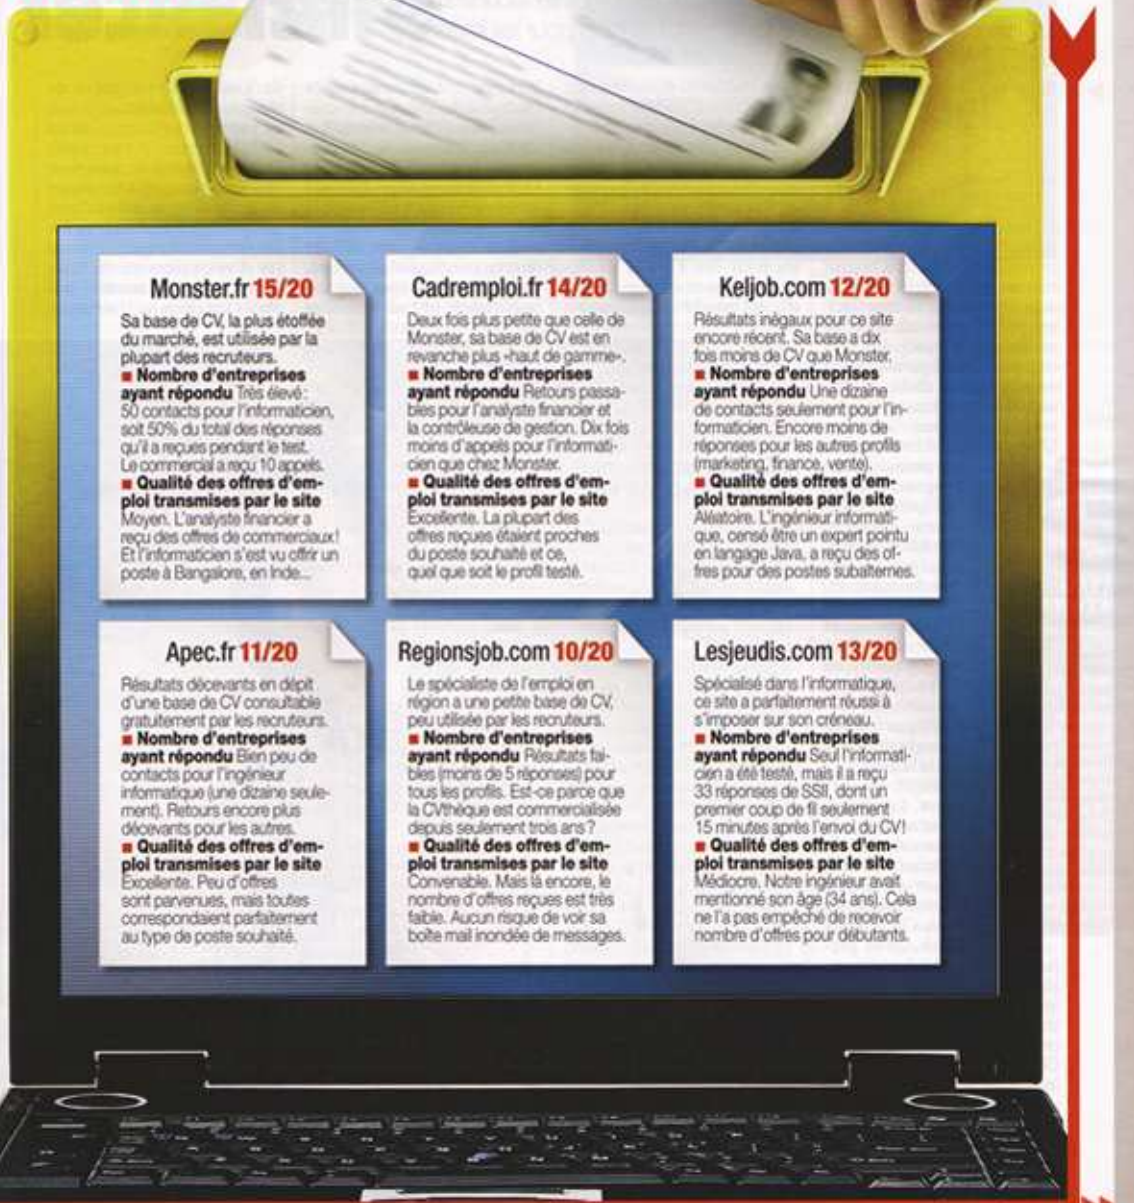 Monster.fr 15/20
Sa base de CV, la plus étoffée
du marché, est utilisée par la
plupart des recruteurs.
■ Nombre d'entreprises
ayant répondu Très élevé :
50 contacts pour l'informaticien,
soit 50% du total des réponses
qu'il a reçues pendant le test.
Le commercial a reçu 10 appels.
■ Qualité des offres d'em-
ploi transmises par le site
Moyen. L'analyste financier a
reçu des offres de commerciaux !
Et l'informaticien s'est vu offrir un
poste à Bangalore, en Inde...
Cadremploi.fr 14/20
Deux fois plus petite que celle de
Monster, sa base de CV est en
revanche plus «haut de gamme».
■ Nombre d'entreprises
ayant répondu Retours passa-
bles pour l'analyste financier et
la contrôleuse de gestion. Dix fois
moins d'appels pour l'informati-
cien que chez Monster.
■ Qualité des offres d'em-
ploi transmises par le site
Excellente. La plupart des
offres reçues étaient proches
du poste souhaité et ce,
quel que soit le profil testé.
Keljob.com 12/20
Résultats inégaux pour ce site
encore récent. Sa base a dix
fois moins de CV que Monster.
■ Nombre d'entreprises
ayant répondu Une dizaine
de contacts seulement pour l'in-
formaticien. Encore moins de
réponses pour les autres profils
(marketing, finance, vente).
■ Qualité des offres d'em-
ploi transmises par le site
Aléatoire. L'ingénieur informati-
que, censé être un expert pointu
en langage Java, a reçu des of-
fres pour des postes subalternes.
Apec.fr 11/20
Résultats décevants en dépit
d'une base de CV consultable
gratuitement par les recruteurs.
■ Nombre d'entreprises
ayant répondu Bien peu de
contacts pour l'ingénieur
informatique (une dizaine seule-
ment). Retours encore plus
décevants pour les autres.
■ Qualité des offres d'em-
ploi transmises par le site
Excellente. Peu d'offres
sont parvenues, mais toutes
correspondaient parfaitement
au type de poste souhaité.
Regionsjob.com 10/20
Le spécialiste de l'emploi en
région a une petite base de CV,
peu utilisée par les recruteurs.
■ Nombre d'entreprises
ayant répondu Résultats fai-
bles (moins de 5 réponses) pour
tous les profils. Est-ce parce que
la CVthèque est commercialisée
depuis seulement trois ans ?
■ Qualité des offres d'em-
ploi transmises par le site
Convenable. Mais là encore, le
nombre d'offres reçues est très
faible. Aucun risque de voir sa
boîte mail inondée de messages.
Lesjeudis.com 13/20
Spécialisé dans l'informatique,
ce site a parfaitement réussi à
s'imposer sur son créneau.
■ Nombre d'entreprises
ayant répondu Seul l'informati-
cien a été testé, mais il a reçu
33 réponses de SSII, dont un
premier coup de fil seulement
15 minutes après l'envoi du CV !
■ Qualité des offres d'em-
ploi transmises par le site
Médiocre. Notre ingénieur avait
mentionné son âge (34 ans). Cela
ne l'a pas empêché de recevoir
nombre d'offres pour débutants.